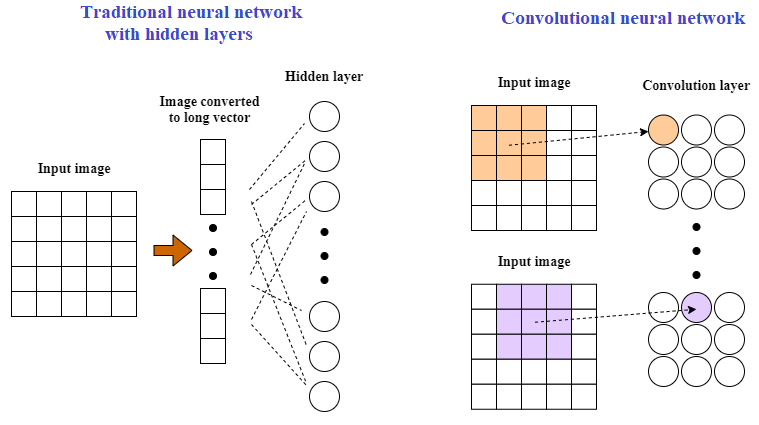 Traditional neural network
with hidden layers
Input image
Image converted
to long vector
Hidden layer
Convolutional neural network
Input image
Convolution layer
Input image